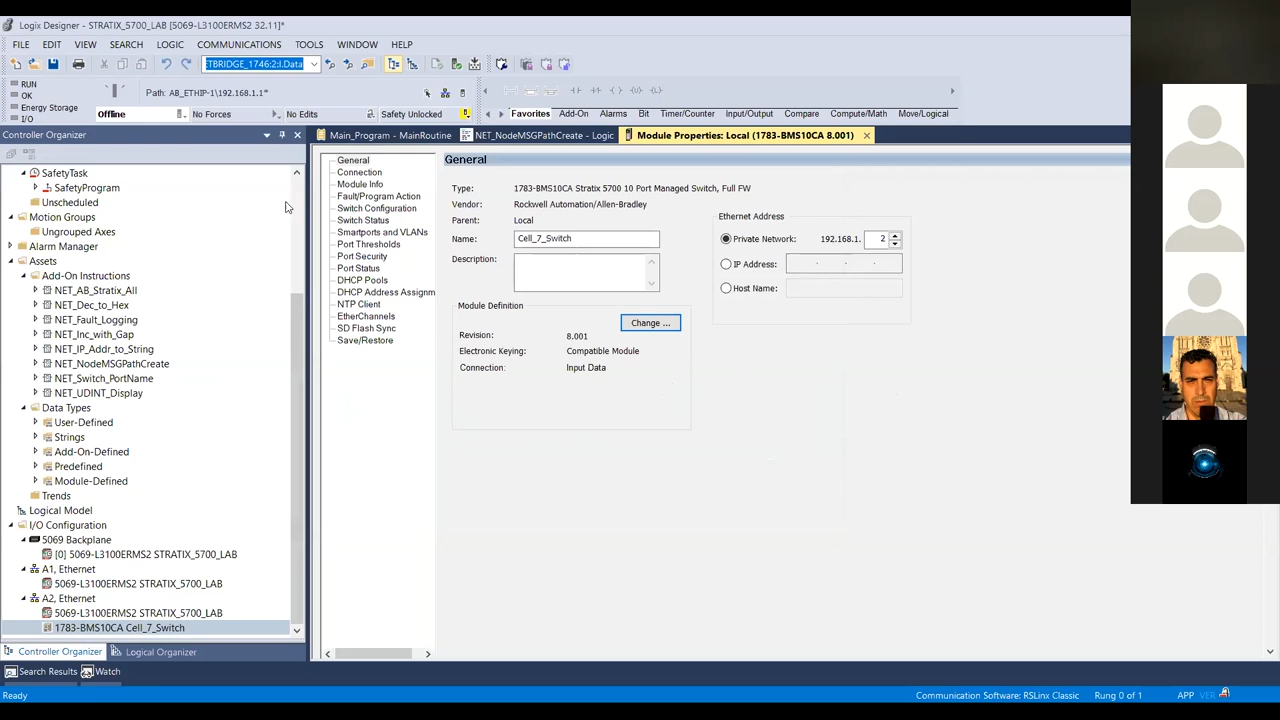 Logix Designer - STRATIX_5700_LAB [5069-L3100ERMS2 32.11]*
FILE EDIT VIEW SEARCH LOGIC COMMUNICATIONS TOOLS WINDOW HELP
ETBRIDGE_1746:2:I.Data
RUN
OK
Energy Storage
I/O
Path: AB_ETHIP-1\192.168.1.1*
Offline No Forces No Edits Safety Unlocked
Favorites Add-On Alarms Bit Timer/Counter Input/Output Compare Compute/Math Move/Logical
Controller Organizer
Main_Program - MainRoutine NET_NodeMSGPathCreate - Logic Module Properties: Local (1783-BMS10CA 8.001)
SafetyTask
SafetyProgram
Unscheduled
Motion Groups
Ungrouped Axes
Alarm Manager
Assets
Add-On Instructions
NET_AB_Stratix_All
NET_Dec_to_Hex
NET_Fault_Logging
NET_Inc_with_Gap
NET_IP_Addr_to_String
NET_NodeMSGPathCreate
NET_Switch_PortName
NET_UDINT_Display
Data Types
User-Defined
Strings
Add-On-Defined
Predefined
Module-Defined
Trends
Logical Model
I/O Configuration
5069 Backplane
[0] 5069-L3100ERMS2 STRATIX_5700_LAB
A1, Ethernet
5069-L3100ERMS2 STRATIX_5700_LAB
A2, Ethernet
5069-L3100ERMS2 STRATIX_5700_LAB
1783-BMS10CA Cell_7_Switch
Controller Organizer Logical Organizer
General
Connection
Module Info
Fault/Program Action
Switch Configuration
Switch Status
Smartports and VLANs
Port Thresholds
Port Security
Port Status
DHCP Pools
DHCP Address Assignm
NTP Client
EtherChannels
SD Flash Sync
Save/Restore
General
Type: 1783-BMS10CA Stratix 5700 10 Port Managed Switch, Full FW
Vendor: Rockwell Automation/Allen-Bradley
Parent: Local
Name: Cell_7_Switch
Description:
Module Definition
Change ...
Revision: 8.001
Electronic Keying: Compatible Module
Connection: Input Data
Ethernet Address
Private Network: 192.168.1. 2
IP Address: . . .
Host Name:
Search Results Watch
Ready Communication Software: RSLinx Classic Rung 0 of 1 APP VER